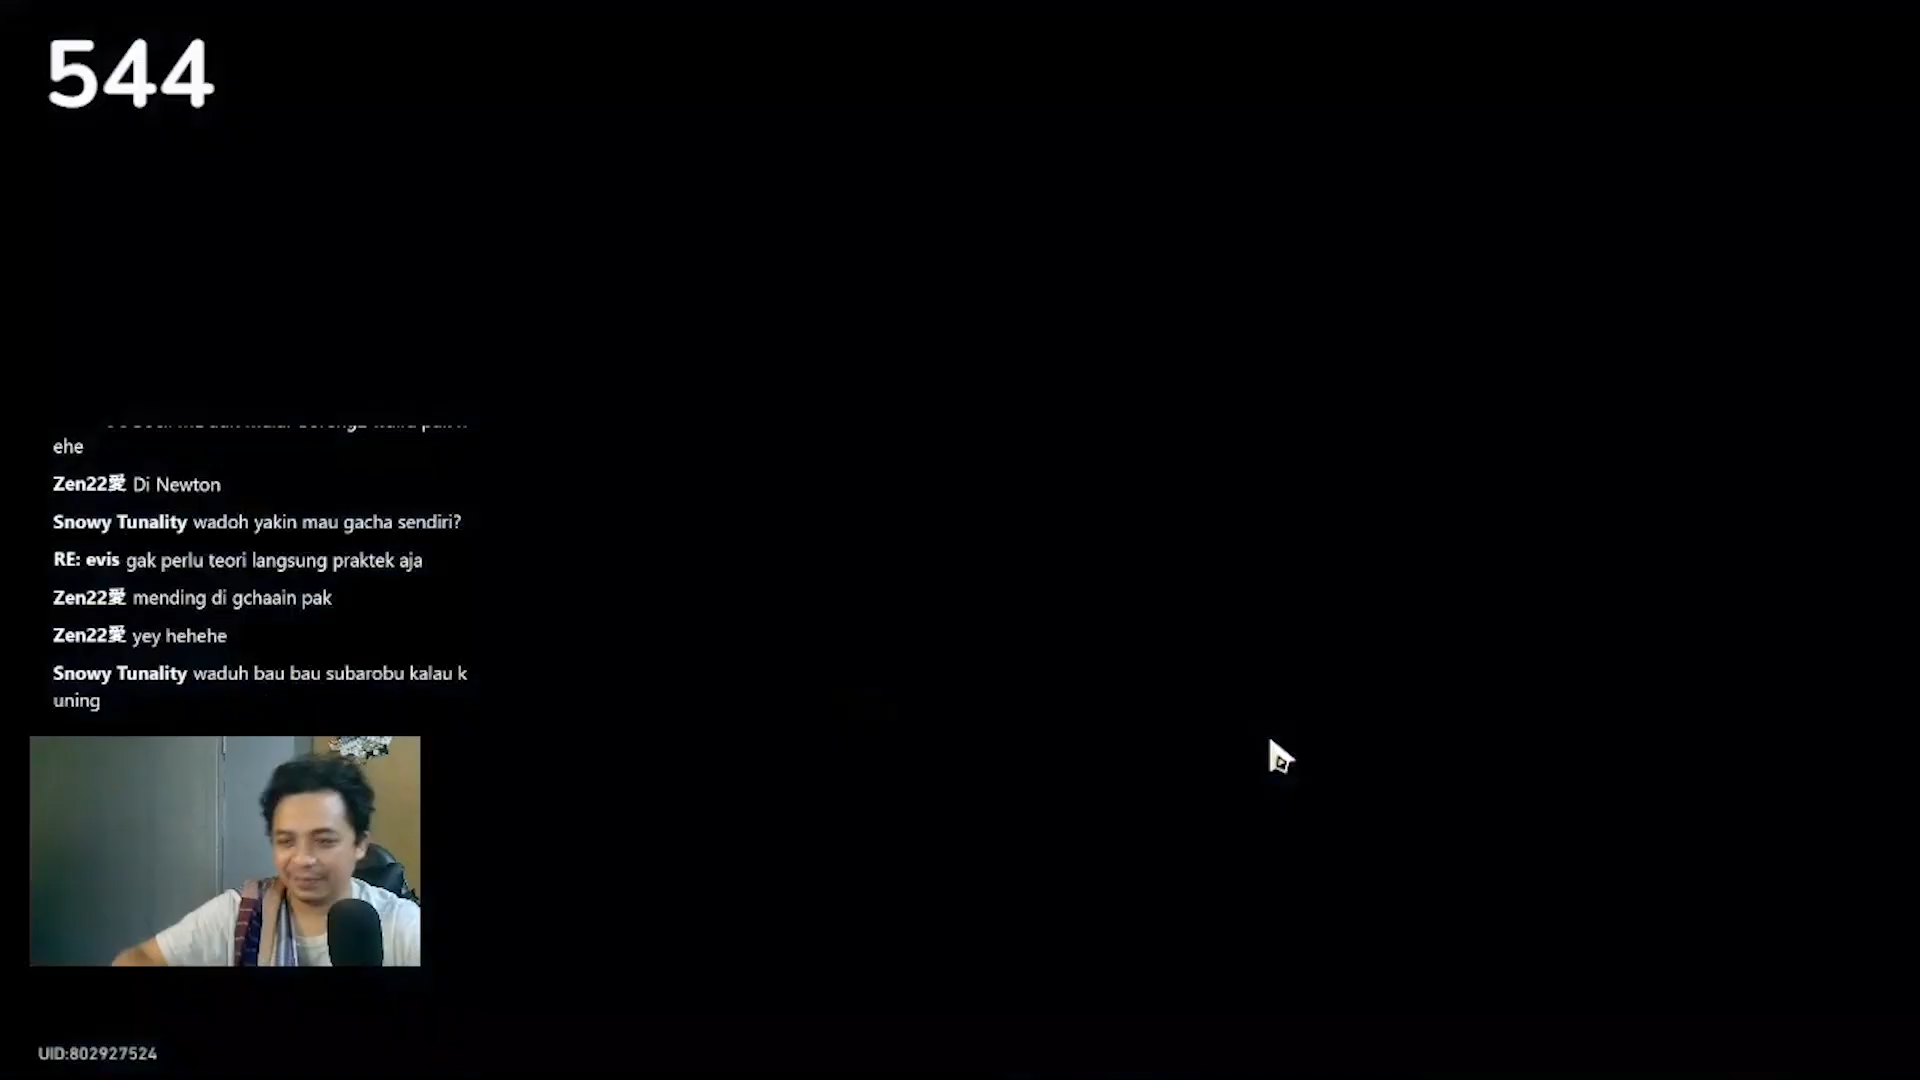 544
ehe
Zen22愛 Di Newton
Snowy Tunality wadoh yakin mau gacha sendiri?
RE: evis gak perlu teori langsung praktek aja
Zen22愛 mending di gchaain pak
Zen22愛 yey hehehe
Snowy Tunality waduh bau bau subarobu kalau k
uning
UID:802927524